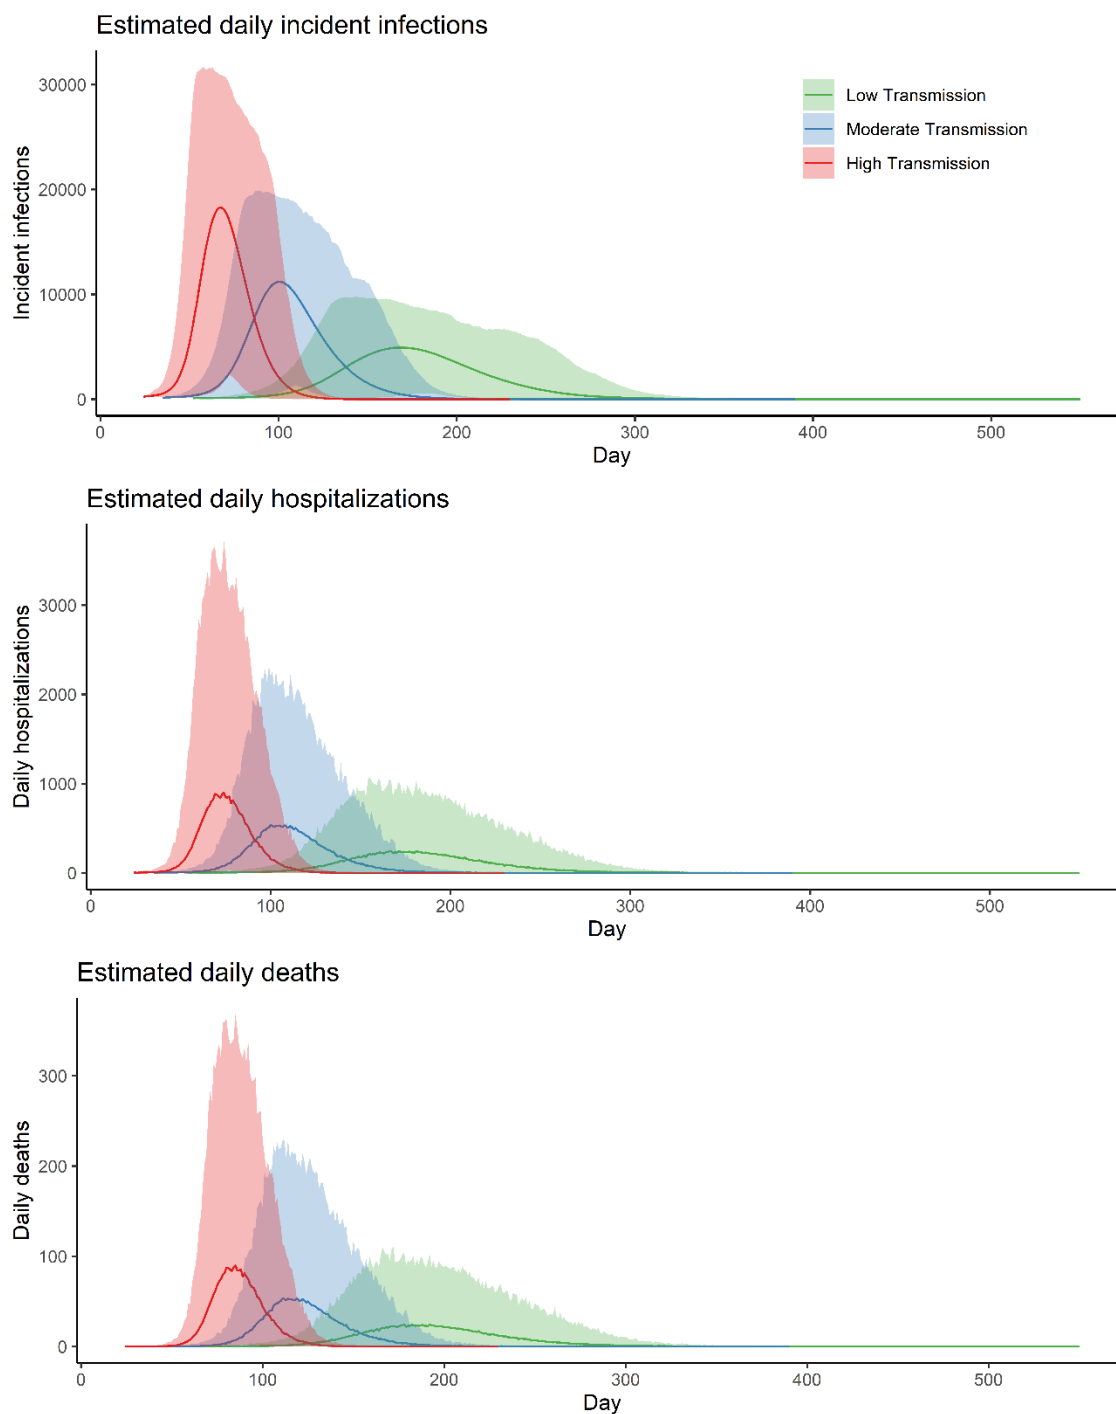 Estimated daily incident infections
30000
20000
10000
0
Incident infections
Low Transmission
Moderate Transmission
High Transmission
0 100 200 300 400 500
Day
Estimated daily hospitalizations
3000
2000
1000
0
Daily hospitalizations
0 100 200 300 400 500
Day
Estimated daily deaths
300
200
100
0
Daily deaths
0 100 200 300 400 500
Day